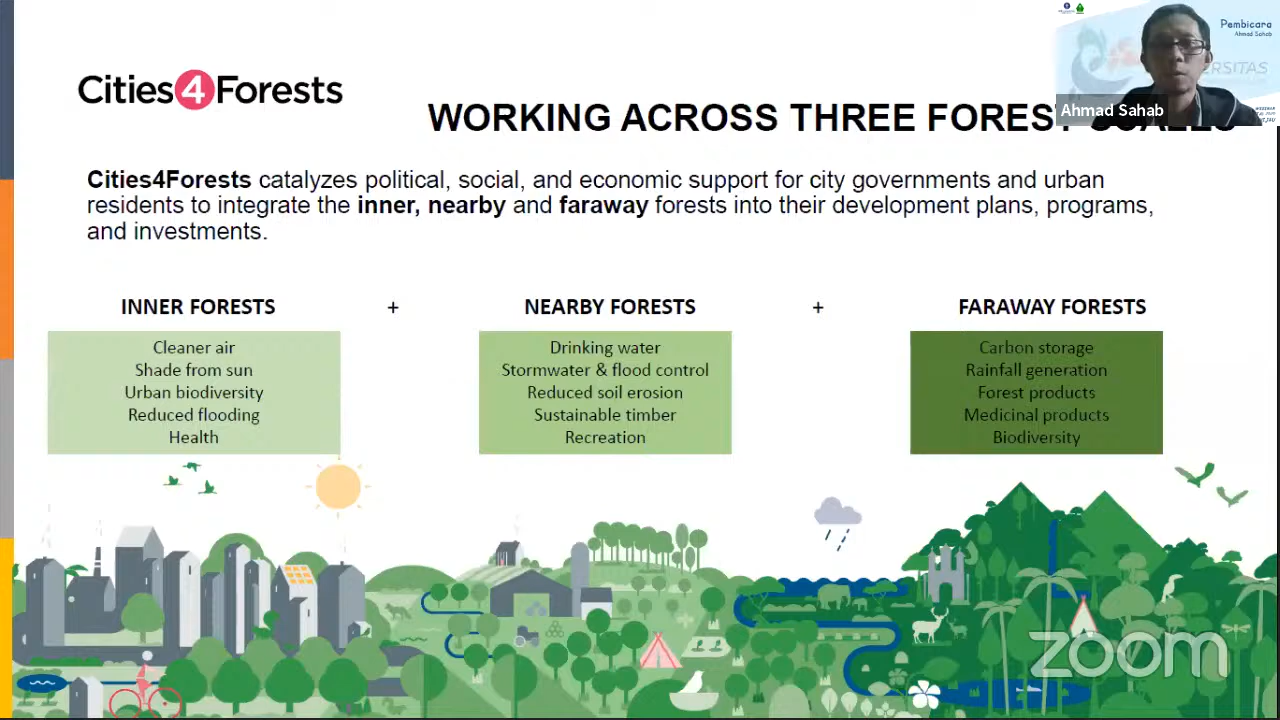 Cities4Forests
WORKING ACROSS THREE FOREST
Pembicara
Ahmad Sahab
Ahmad Sahab
Cities4Forests catalyzes political, social, and economic support for city governments and urban
residents to integrate the inner, nearby and faraway forests into their development plans, programs,
and investments.
INNER FORESTS + NEARBY FORESTS + FARAWAY FORESTS
Cleaner air
Shade from sun
Urban biodiversity
Reduced flooding
Health
Drinking water
Stormwater & flood control
Reduced soil erosion
Sustainable timber
Recreation
Carbon storage
Rainfall generation
Forest products
Medicinal products
Biodiversity
zoom